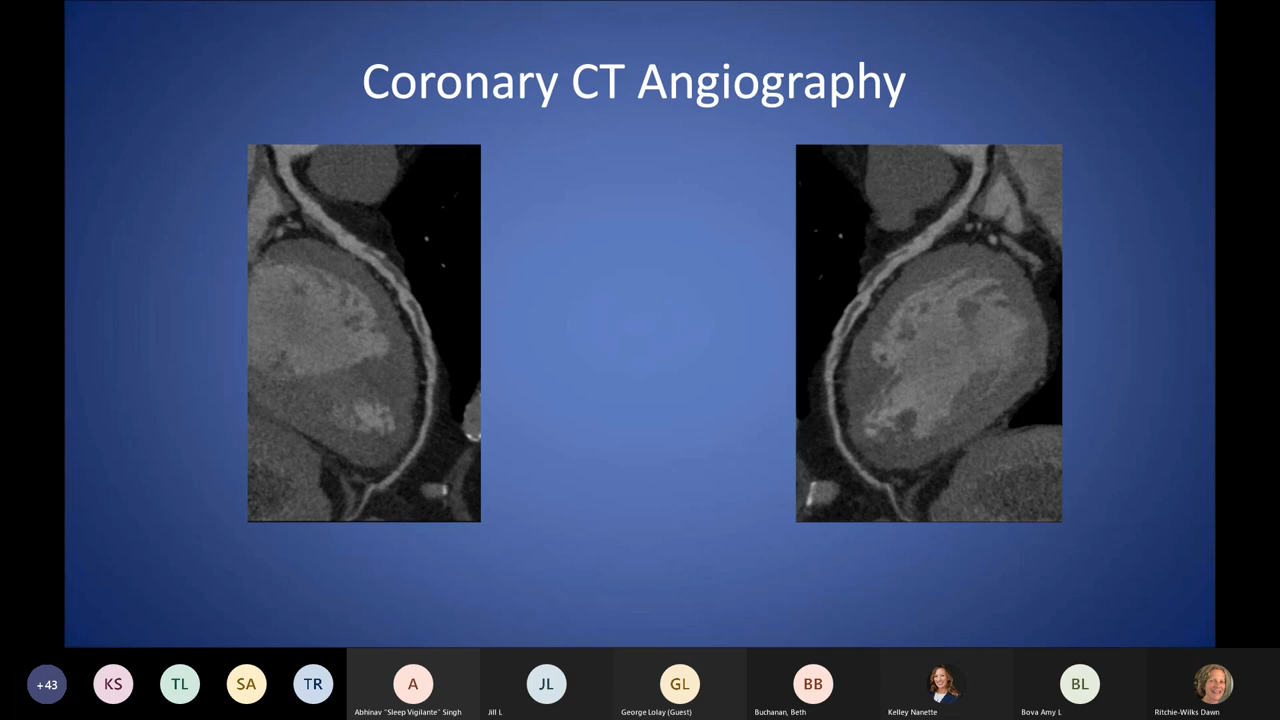 Coronary CT Angiography
+43
KS
TL
SA
TR
A
JL
GL
BB
BL
Abhinav "Sleep Vigilante" Singh
Jill L
George Lolay (Guest)
Buchanan, Beth
Kelley Nanette
Bova Amy L
Ritchie-Wilks Dawn